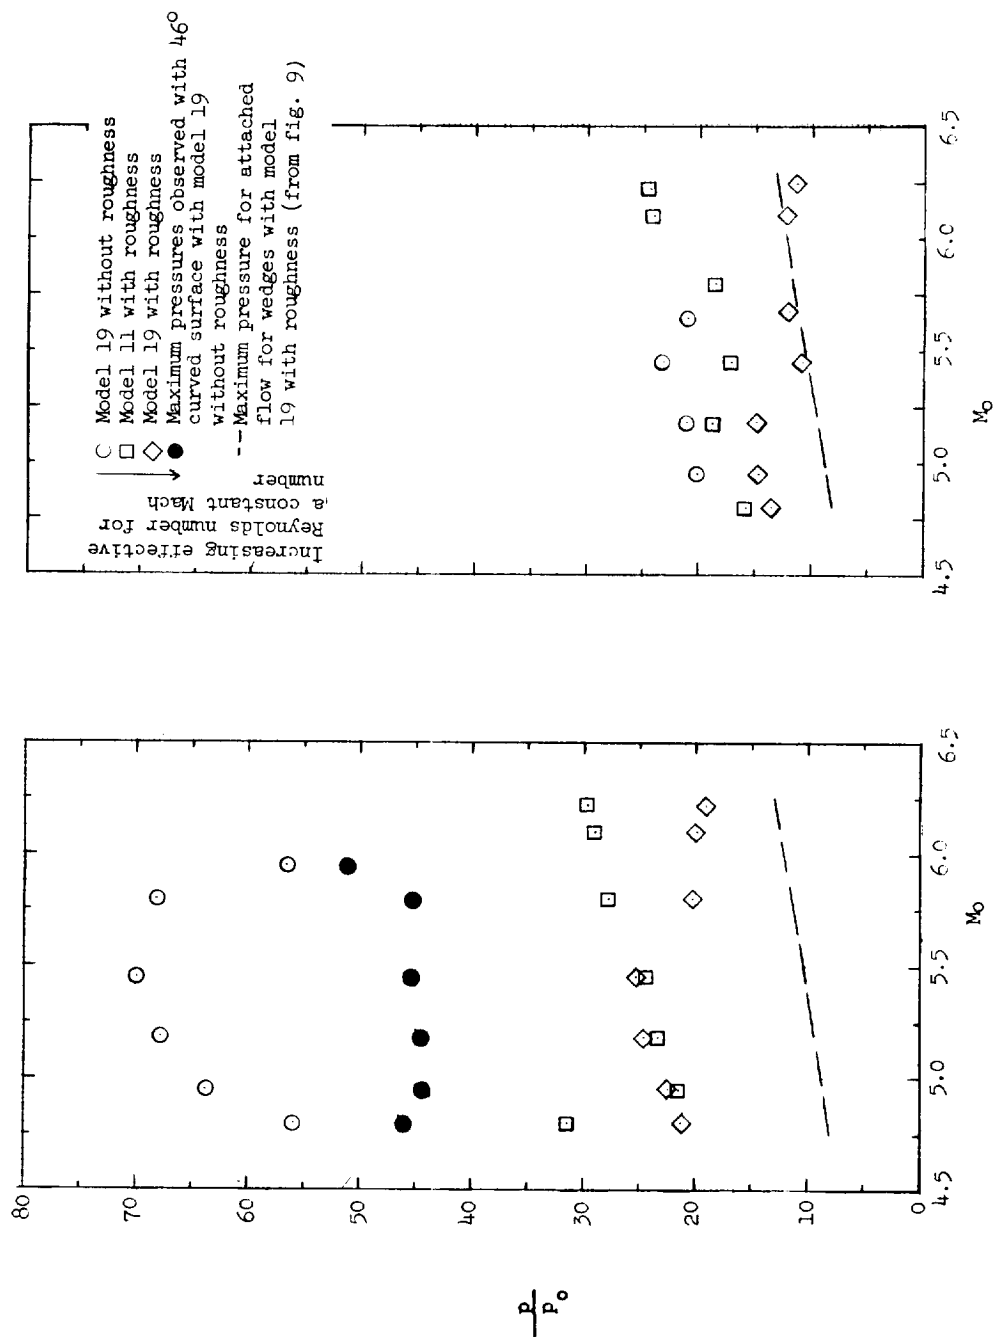 ○ Model 19 without roughness
□ Model 11 with roughness
◇ Model 19 with roughness
● Maximum pressures observed with 46°
curved surface with model 19
without roughness
-- Maximum pressure for attached
flow for wedges with model
19 with roughness (from fig. 9)
Increasing effective
Reynolds number for
a constant Mach
number
80
70
60
50
40
30
20
10
0
p
p₀
4.5
5.0
5.5
6.0
6.5
M₀
4.5
5.0
5.5
6.0
6.5
M₀